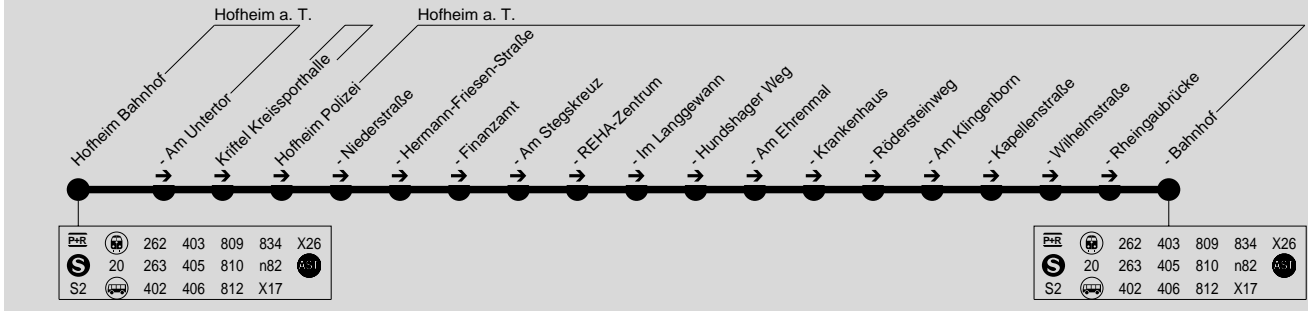 Hofheim a. T.
Hofheim a. T.
Hofheim Bahnhof
- Am Untertor
Kriftel Kreissporthalle
Hofheim Polizei
- Niederstraße
- Hermann-Friesen-Straße
- Finanzamt
- Am Stegskreuz
- REHA-Zentrum
- Im Langgewann
- Hundshager Weg
- Am Ehrenmal
- Krankenhaus
- Rödersteinweg
- Am Klingenborn
- Kapellenstraße
- Wilhelmstraße
- Rheingaubrücke
- Bahnhof
P+R 262 403 809 834 X26
S 20 263 405 810 n82 AST
S2 402 406 812 X17
P+R 262 403 809 834 X26
S 20 263 405 810 n82 AST
S2 402 406 812 X17